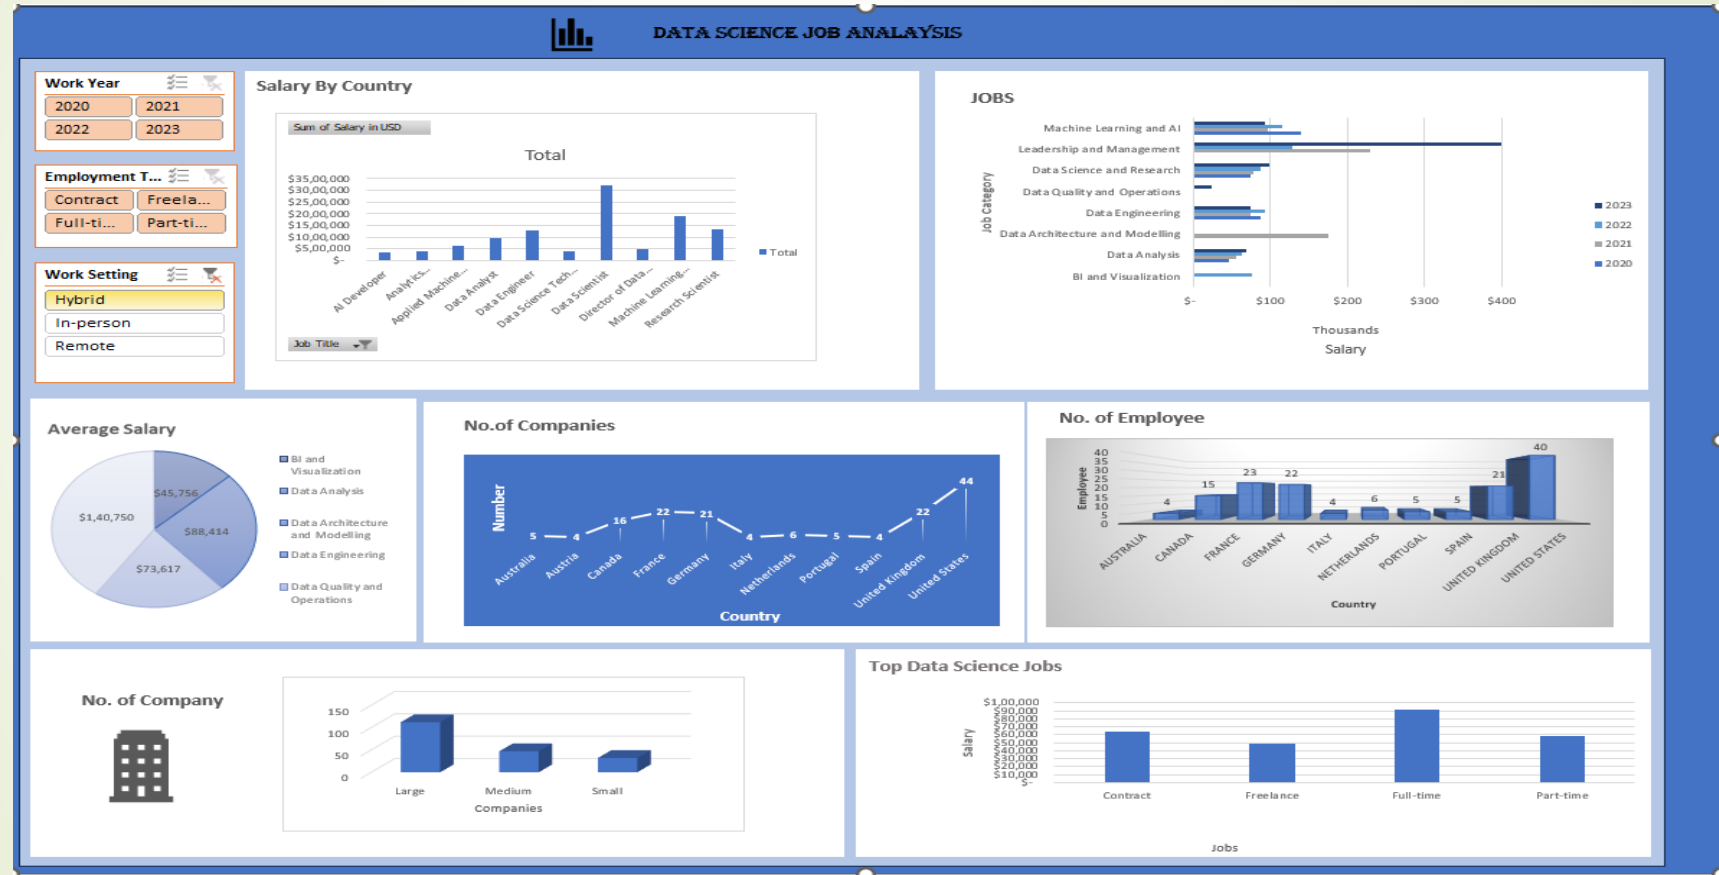 DATA SCIENCE JOB ANALAYSIS
Work Year
2020 2021
2022 2023
Employment T...
Contract Freela...
Full-ti... Part-ti...
Work Setting
Hybrid
In-person
Remote
Salary By Country
Sum of Salary in USD
Total
$35,00,000
$30,00,000
$25,00,000
$20,00,000
$15,00,000
$10,00,000
$5,00,000
$-
AI Developer
Analytics...
Applied Machine...
Data Analyst
Data Engineer
Data Science Tech...
Data Scientist
Director of Data...
Machine Learning...
Research Scientist
Total
Job Title
JOBS
Job Category
Machine Learning and AI
Leadership and Management
Data Science and Research
Data Quality and Operations
Data Engineering
Data Architecture and Modelling
Data Analysis
BI and Visualization
$- $100 $200 $300 $400
Thousands
Salary
2023
2022
2021
2020
Average Salary
$45,756
$88,414
$73,617
$1,40,750
BI and
Visualization
Data Analysis
Data Architecture
and Modelling
Data Engineering
Data Quality and
Operations
No.of Companies
Number
5 4 16 22 21 4 6 5 4 22 44
Australia
Austria
Canada
France
Germany
Italy
Netherlands
Portugal
Spain
United Kingdom
United States
Country
No. of Employee
Employee
40
35
30
25
20
15
10
5
0
4 15 23 22 4 6 5 5 21 40
AUSTRALIA
CANADA
FRANCE
GERMANY
ITALY
NETHERLANDS
PORTUGAL
SPAIN
UNITED KINGDOM
UNITED STATES
Country
No. of Company
150
100
50
0
Large Medium Small
Companies
Top Data Science Jobs
Salary
$1,00,000
$90,000
$80,000
$70,000
$60,000
$50,000
$40,000
$30,000
$20,000
$10,000
$-
Contract Freelance Full-time Part-time
Jobs